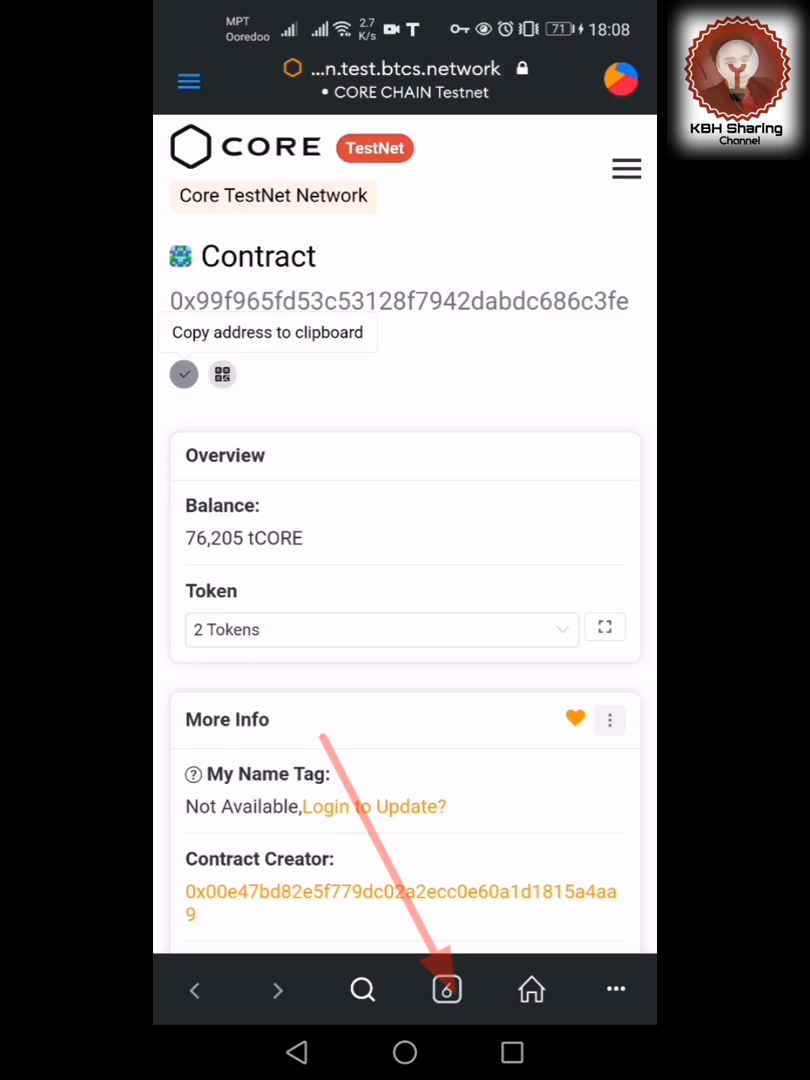 MPT
Ooredoo
2.7
K/s
T
71
18:08
...n.test.btcs.network
• CORE CHAIN Testnet
KBH Sharing
Channel
CORE
TestNet
Core TestNet Network
Contract
0x99f965fd53c53128f7942dabdc686c3fe
Copy address to clipboard
Overview
Balance:
76,205 tCORE
Token
2 Tokens
More Info
? My Name Tag:
Not Available,Login to Update?
Contract Creator:
0x00e47bd82e5f779dc02a2ecc0e60a1d1815a4aa
9
6